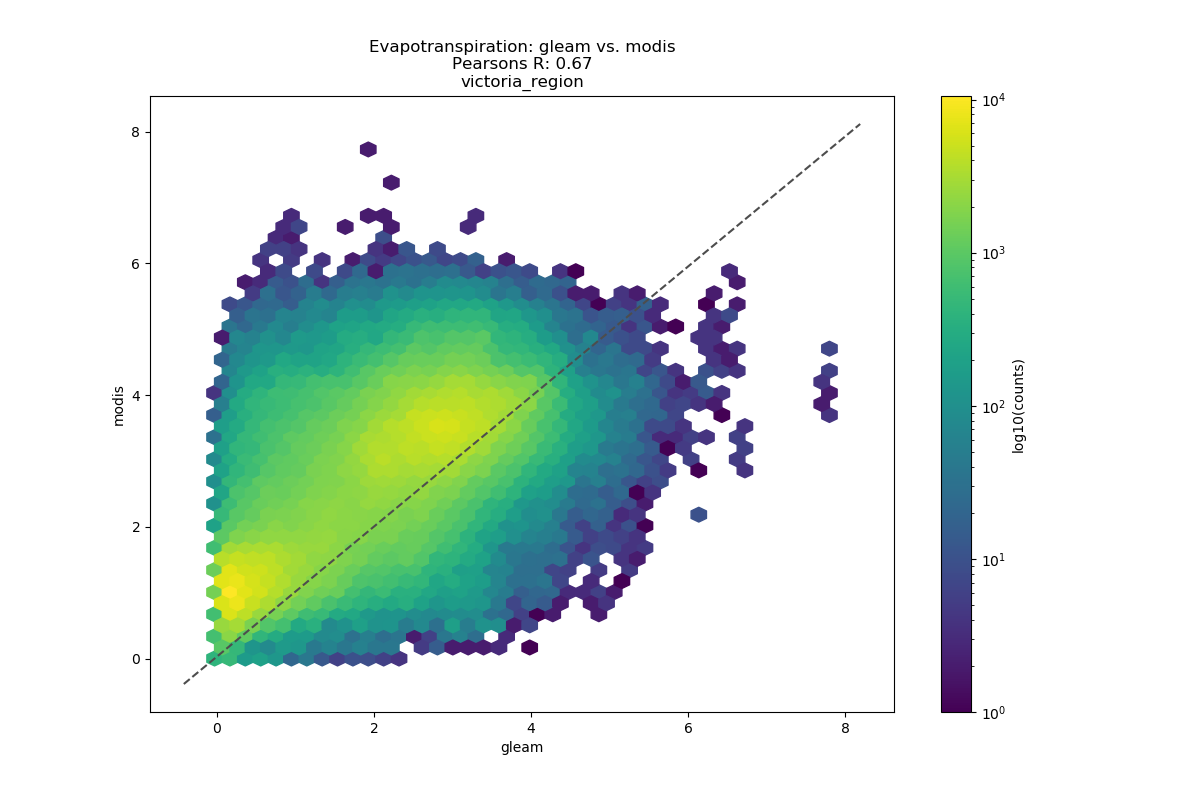 Evapotranspiration: gleam vs. modis
Pearsons R: 0.67
victoria_region
8
6
4
2
0
modis
0 2 4 6 8
gleam
10^4
10^3
10^2
10^1
10^0
log10(counts)